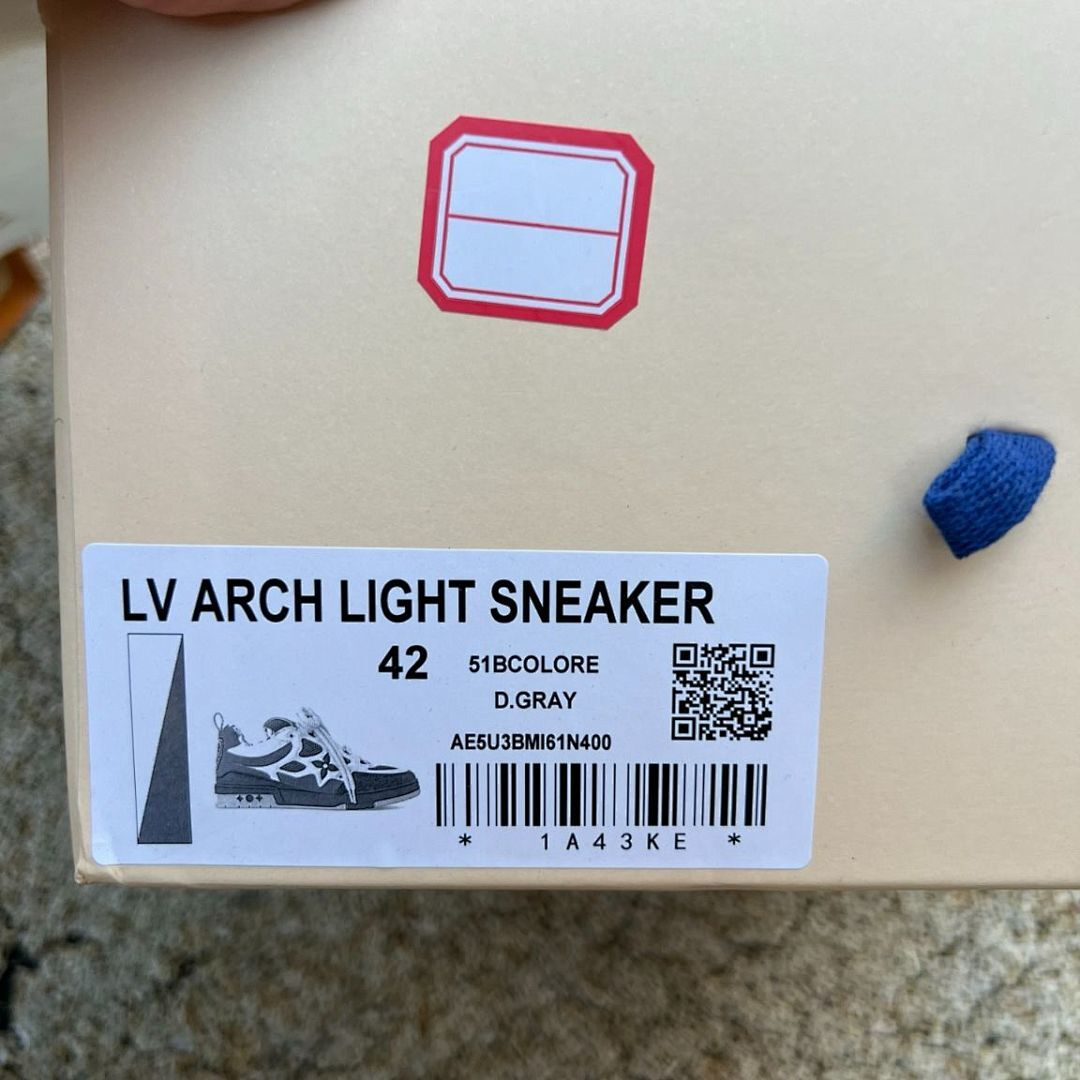 LV ARCH LIGHT SNEAKER
42 51BCOLORE
D.GRAY
AE5U3BMI61N400
* 1A43KE *